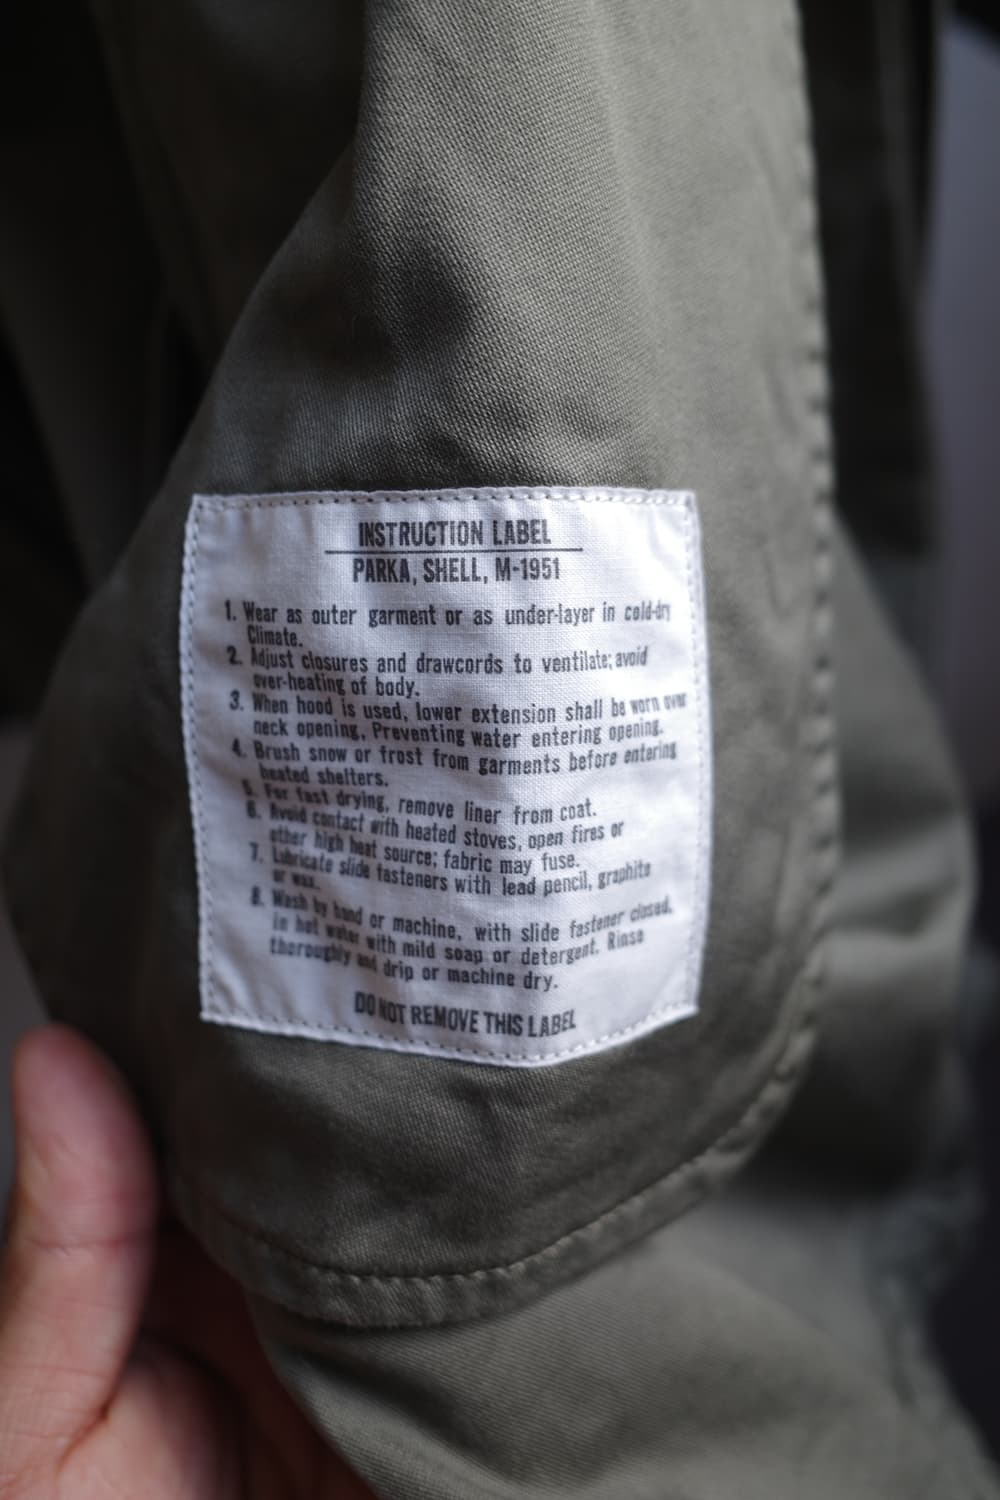 INSTRUCTION LABEL
PARKA, SHELL, M-1951
1. Wear as outer garment or as under-layer in cold-dry
Climate.
2. Adjust closures and drawcords to ventilate; avoid
over-heating of body.
3. When hood is used, lower extension shall be worn over
neck opening, Preventing water entering opening.
4. Brush snow or frost from garments before entering
heated shelters.
5. For fast drying, remove liner from coat.
6. Avoid contact with heated stoves, open fires or
other high heat source; fabric may fuse.
7. Lubricate slide fasteners with lead pencil, graphite
or wax.
8. Wash by hand or machine, with slide fastener closed,
in hot water with mild soap or detergent. Rinse
thoroughly and drip or machine dry.
DO NOT REMOVE THIS LABEL